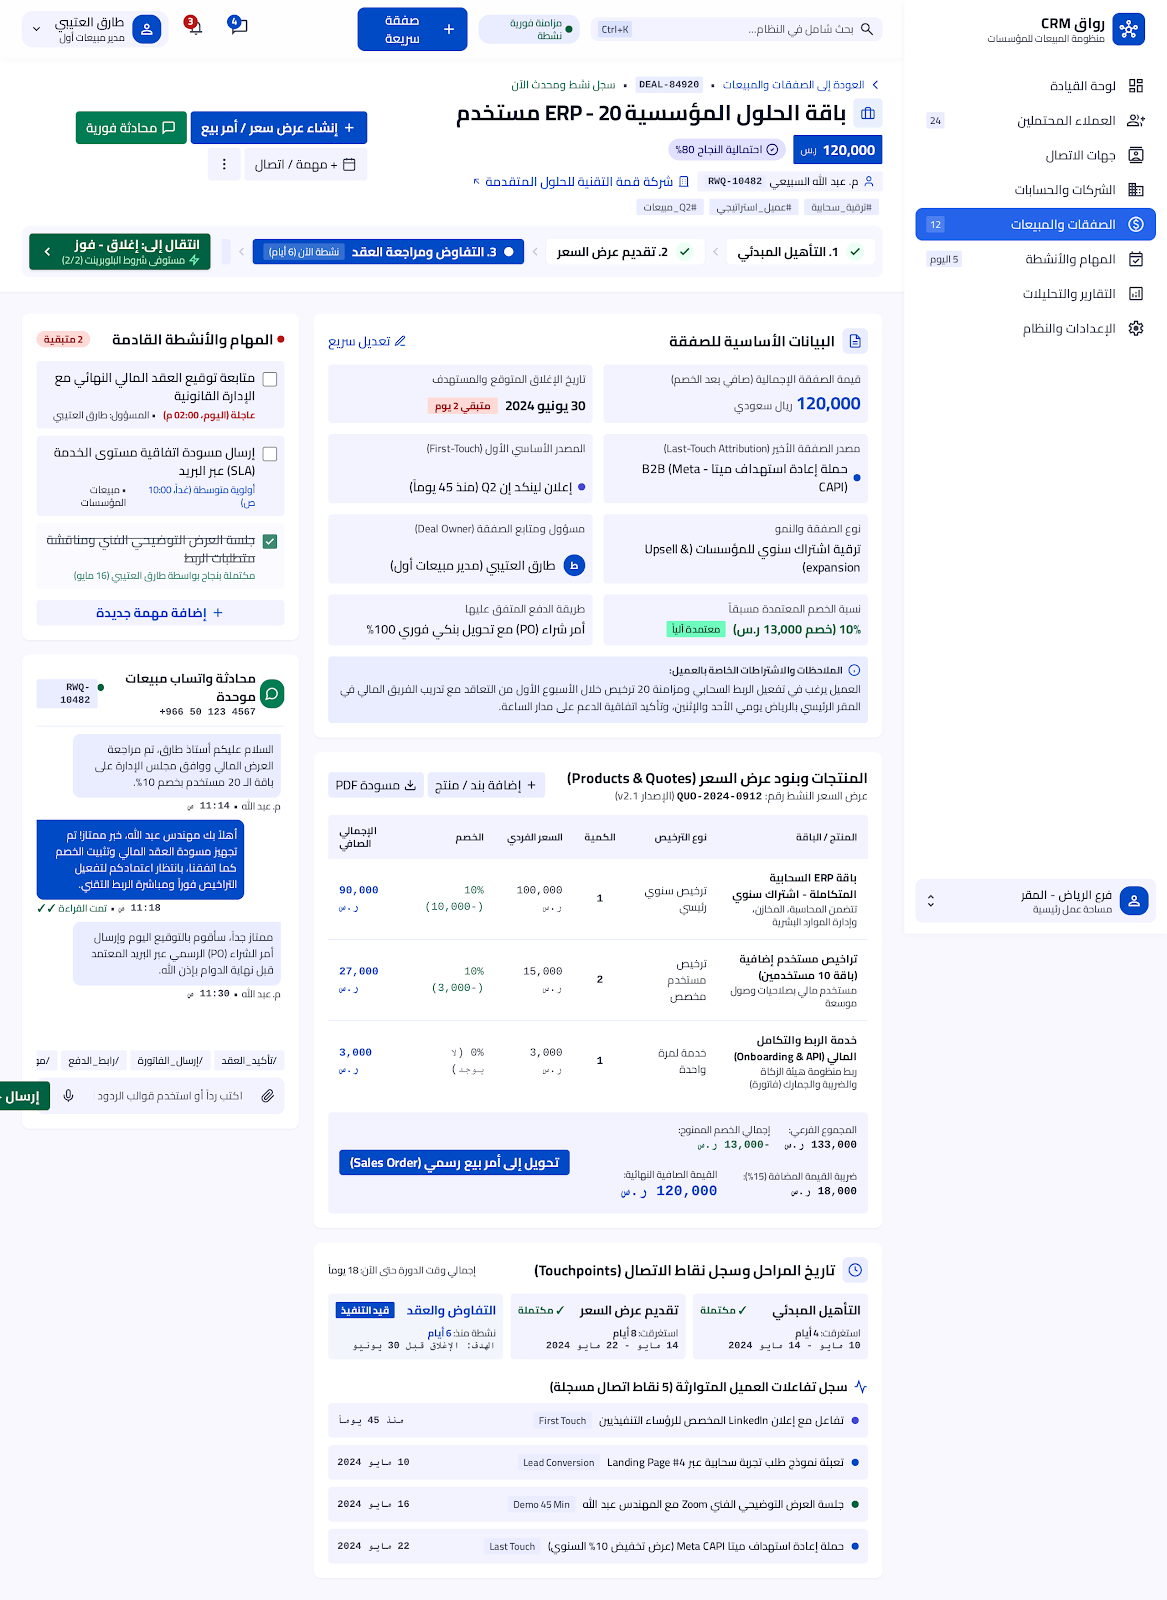 رواق CRM
منظومة المبيعات للمؤسسات
لوحة القيادة
العملاء المحتملين 24
جهات الاتصال
الشركات والحسابات
الصفقات والمبيعات 12
المهام والأنشطة 5 اليوم
التقارير والتحليلات
الإعدادات والنظام
فرع الرياض - المقر
مساحة عمل رئيسية
بحث شامل في النظام... Ctrl+K
مزامنة فورية
نشطة
صفقة
سريعة
4
3
طارق العتيبي
مدير مبيعات أول
العودة إلى الصفقات والمبيعات • DEAL-84920 • سجل نشط ومحدث الآن
باقة الحلول المؤسسية ERP - 20 مستخدم
120,000 ر.س
احتمالية النجاح 80%
م. عبد الله السبيعي RWQ-10482 شركة قمة التقنية للحلول المتقدمة
#ترقية_سحابية #عميل_استراتيجي #Q2_مبيعات
+ إنشاء عرض سعر / أمر بيع
محادثة فورية
+ مهمة / اتصال
1. التأهيل المبدئي
2. تقديم عرض السعر
3. التفاوض ومراجعة العقد نشطة الآن (6 أيام)
انتقال إلى: إغلاق - فوز
مستوفى شروط البلوبرينت (2/2)
البيانات الأساسية للصفقة
تعديل سريع
قيمة الصفقة الإجمالية (صافي بعد الخصم)
120,000 ريال سعودي
تاريخ الإغلاق المتوقع والمستهدف
30 يونيو 2024 متبقي 2 يوم
مصدر الصفقة الأخير (Last-Touch Attribution)
حملة إعادة استهداف ميتا - B2B (Meta
CAPI)
المصدر الأساسي الأول (First-Touch)
إعلان لينكد إن Q2 (منذ 45 يوماً)
نوع الصفقة والنمو
ترقية اشتراك سنوي للمؤسسات (Upsell &
expansion)
مسؤول ومتابع الصفقة (Deal Owner)
ط
طارق العتيبي (مدير مبيعات أول)
نسبة الخصم المعتمدة مسبقاً
10% (خصم 13,000 ر.س) معتمدة آلياً
طريقة الدفع المتفق عليها
أمر شراء (PO) مع تحويل بنكي فوري 100%
الملاحظات والاشتراطات الخاصة بالعميل:
العميل يرغب في تفعيل الربط السحابي ومزامنة 20 ترخيص خلال الأسبوع الأول من التعاقد مع تدريب الفريق المالي في
المقر الرئيسي بالرياض يومي الأحد والإثنين، وتأكيد اتفاقية الدعم على مدار الساعة.
المنتجات وبنود عرض السعر (Products & Quotes)
عرض السعر النشط رقم: QUO-2024-0912 (الإصدار v2.1)
+ إضافة بند / منتج
مسودة PDF
المنتج / الباقة
نوع الترخيص
الكمية
السعر الفردي
الخصم
الإجمالي
الصافي
باقة ERP السحابية
المتكاملة - اشتراك سنوي
تتضمن المحاسبة، المخازن،
وإدارة الموارد البشرية
ترخيص سنوي
رئيسي
1
100,000
ر.س
10%
(-10,000)
90,000
ر.س
تراخيص مستخدم إضافية
(باقة 10 مستخدمين)
مستخدم مالي بصلاحيات وصول
موسعة
ترخيص
مستخدم
مخصص
2
15,000
ر.س
10%
(-3,000)
27,000
ر.س
خدمة الربط والتكامل
المالي (Onboarding & API)
ربط منظومة هيئة الزكاة
والضريبة والجمارك (فاتورة)
خدمة لمرة
واحدة
1
3,000
ر.س
0% (لا
يوجد)
3,000
ر.س
المجموع الفرعي:
133,000 ر.س
إجمالي الخصم الممنوح:
-13,000 ر.س
ضريبة القيمة المضافة (15%):
18,000 ر.س
القيمة الصافية النهائية:
120,000 ر.س
تحويل إلى أمر بيع رسمي (Sales Order)
تاريخ المراحل وسجل نقاط الاتصال (Touchpoints)
إجمالي وقت الدورة حتى الآن: 18 يوماً
التأهيل المبدئي ✓ مكتملة
استغرقت: 4 أيام
10 مايو - 14 مايو 2024
تقديم عرض السعر ✓ مكتملة
استغرقت: 8 أيام
14 مايو - 22 مايو 2024
التفاوض والعقد قيد التنفيذ
نشطة منذ: 6 أيام
الهدف: الإغلاق قبل 30 يونيو
سجل تفاعلات العميل المتوازنة (5 نقاط اتصال مسجلة)
تفاعل مع إعلان LinkedIn المخصص للرؤساء التنفيذيين First Touch منذ 45 يوماً
تعبئة نموذج طلب تجربة سحابية عبر Landing Page #4 Lead Conversion 10 مايو 2024
جلسة العرض التوضيحي الفني Zoom مع المهندس عبد الله Demo 45 Min 16 مايو 2024
حملة إعادة استهداف ميتا Meta CAPI (عرض تخفيض 10% السنوي) Last Touch 22 مايو 2024
المهام والأنشطة القادمة 2 متبقية
متابعة توقيع العقد المالي النهائي مع
الإدارة القانونية
عاجلة (اليوم، 02:00 م) • المسؤول: طارق العتيبي
إرسال مسودة اتفاقية مستوى الخدمة
(SLA) عبر البريد
أولوية متوسطة (غداً، 10:00
ص)
• مبيعات
المؤسسات
جلسة العرض التوضيحي الفني ومناقشة
متطلبات الربط
مكتملة بنجاح بواسطة طارق العتيبي (16 مايو)
+ إضافة مهمة جديدة
محادثة واتساب مبيعات
موحدة
+966 50 123 4567
RWQ-
10482
السلام عليكم أستاذ طارق، تم مراجعة
العرض المالي ووافق مجلس الإدارة على
باقة الـ 20 مستخدم بخصم 10%.
م. عبد الله • 11:14 ص
أهلاً بك مهندس عبد الله، خبر ممتاز! تم
تجهيز مسودة العقد المالي وتثبيت الخصم
كما اتفقنا، بانتظار اعتمادكم لتفعيل
التراخيص فوراً ومباشرة الربط التقني.
11:18 ص • تمت القراءة ✓✓
ممتاز جداً، سأقوم بالتوقيع اليوم وإرسال
أمر الشراء (PO) الرسمي عبر البريد المعتمد
قبل نهاية الدوام بإذن الله.
م. عبد الله • 11:30 ص
/تأكيد_العقد /إرسال_الفاتورة /رابط_الدفع /مو
اكتب رداً أو استخدم قوالب الردود
إرسال